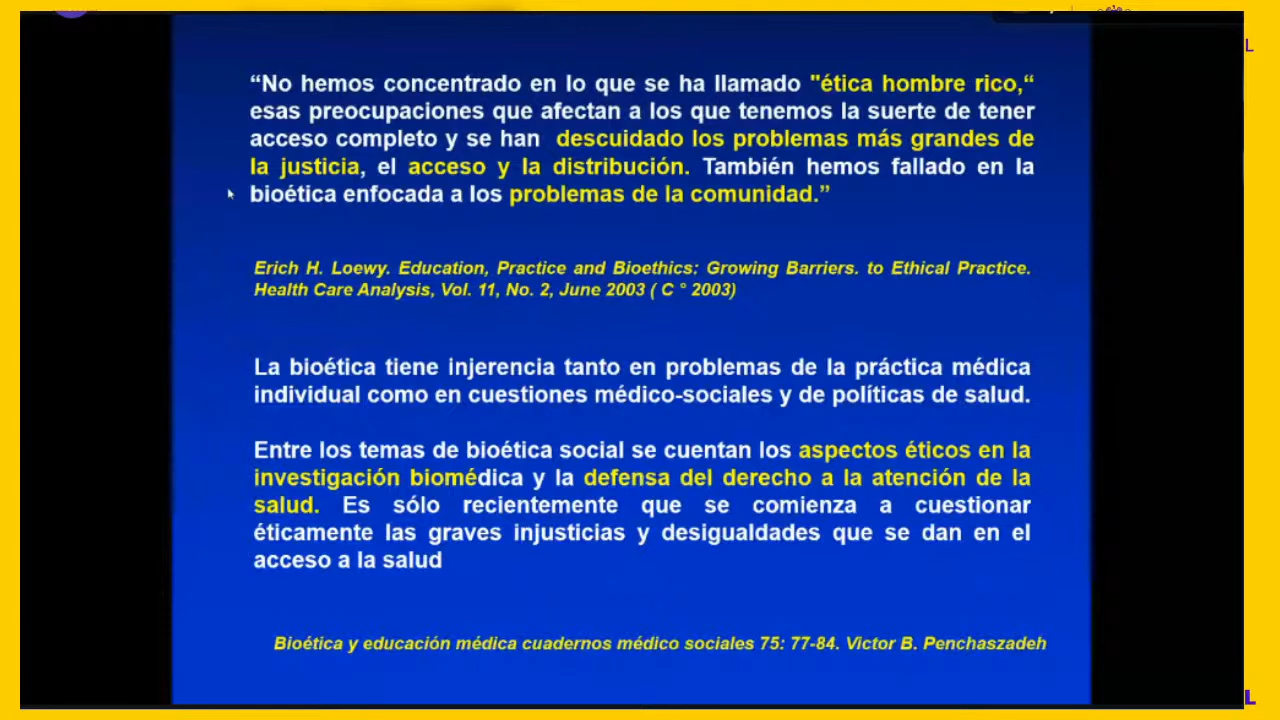 “No hemos concentrado en lo que se ha llamado "ética hombre rico,“
esas preocupaciones que afectan a los que tenemos la suerte de tener
acceso completo y se han descuidado los problemas más grandes de
la justicia, el acceso y la distribución. También hemos fallado en la
bioética enfocada a los problemas de la comunidad.”
Erich H. Loewy. Education, Practice and Bioethics: Growing Barriers. to Ethical Practice.
Health Care Analysis, Vol. 11, No. 2, June 2003 ( C ° 2003)
La bioética tiene injerencia tanto en problemas de la práctica médica
individual como en cuestiones médico-sociales y de políticas de salud.
Entre los temas de bioética social se cuentan los aspectos éticos en la
investigación biomédica y la defensa del derecho a la atención de la
salud. Es sólo recientemente que se comienza a cuestionar
éticamente las graves injusticias y desigualdades que se dan en el
acceso a la salud
Bioética y educación médica cuadernos médico sociales 75: 77-84. Victor B. Penchaszadeh
L
L